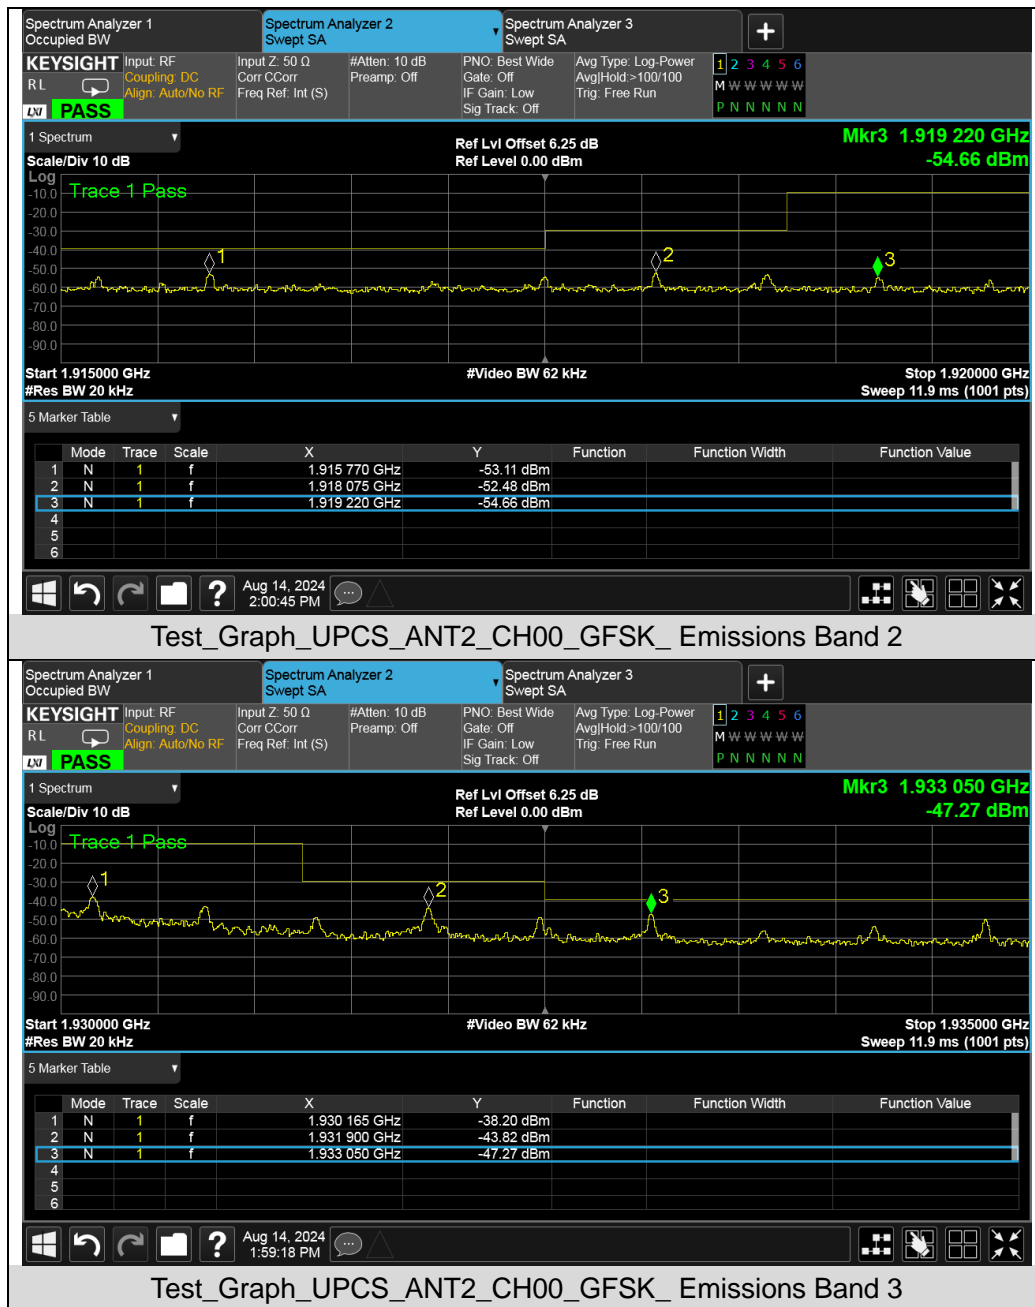 Spectrum Analyzer 1
Occupied BW
Spectrum Analyzer 2
Swept SA
Spectrum Analyzer 3
Swept SA
KEYSIGHT
RL
LXI PASS
Input: RF
Coupling: DC
Align: Auto/No RF
Input Z: 50 Ω
Corr CCorr
Freq Ref: Int (S)
#Atten: 10 dB
Preamp: Off
PNO: Best Wide
Gate: Off
IF Gain: Low
Sig Track: Off
Avg Type: Log-Power
Avg|Hold:>100/100
Trig: Free Run
1 2 3 4 5 6
M W W W W W
P N N N N N
1 Spectrum
Scale/Div 10 dB
Ref Lvl Offset 6.25 dB
Ref Level 0.00 dBm
Mkr3 1.919 220 GHz
-54.66 dBm
Log
Trace 1 Pass
-10.0
-20.0
-30.0
-40.0
-50.0
-60.0
-70.0
-80.0
-90.0
1
2
3
Start 1.915000 GHz
#Res BW 20 kHz
#Video BW 62 kHz
Stop 1.920000 GHz
Sweep 11.9 ms (1001 pts)
5 Marker Table
Mode Trace Scale X Y Function Function Width Function Value
1 N 1 f 1.915 770 GHz -53.11 dBm
2 N 1 f 1.918 075 GHz -52.48 dBm
3 N 1 f 1.919 220 GHz -54.66 dBm
4
5
6
?
Aug 14, 2024
2:00:45 PM
Test_Graph_UPCS_ANT2_CH00_GFSK_ Emissions Band 2
Spectrum Analyzer 1
Occupied BW
Spectrum Analyzer 2
Swept SA
Spectrum Analyzer 3
Swept SA
KEYSIGHT
RL
LXI PASS
Input: RF
Coupling: DC
Align: Auto/No RF
Input Z: 50 Ω
Corr CCorr
Freq Ref: Int (S)
#Atten: 10 dB
Preamp: Off
PNO: Best Wide
Gate: Off
IF Gain: Low
Sig Track: Off
Avg Type: Log-Power
Avg|Hold:>100/100
Trig: Free Run
1 2 3 4 5 6
M W W W W W
P N N N N N
1 Spectrum
Scale/Div 10 dB
Ref Lvl Offset 6.25 dB
Ref Level 0.00 dBm
Mkr3 1.933 050 GHz
-47.27 dBm
Log
Trace 1 Pass
-10.0
-20.0
-30.0
-40.0
-50.0
-60.0
-70.0
-80.0
-90.0
1
2
3
Start 1.930000 GHz
#Res BW 20 kHz
#Video BW 62 kHz
Stop 1.935000 GHz
Sweep 11.9 ms (1001 pts)
5 Marker Table
Mode Trace Scale X Y Function Function Width Function Value
1 N 1 f 1.930 165 GHz -38.20 dBm
2 N 1 f 1.931 900 GHz -43.82 dBm
3 N 1 f 1.933 050 GHz -47.27 dBm
4
5
6
?
Aug 14, 2024
1:59:18 PM
Test_Graph_UPCS_ANT2_CH00_GFSK_ Emissions Band 3